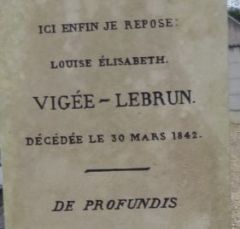 ICI ENFIN JE REPOSE:
LOUISE ÉLISABETH.
VIGÉE – LEBRUN.
DÉCÉDÉE LE 30 MARS 1842.
DE PROFUNDIS